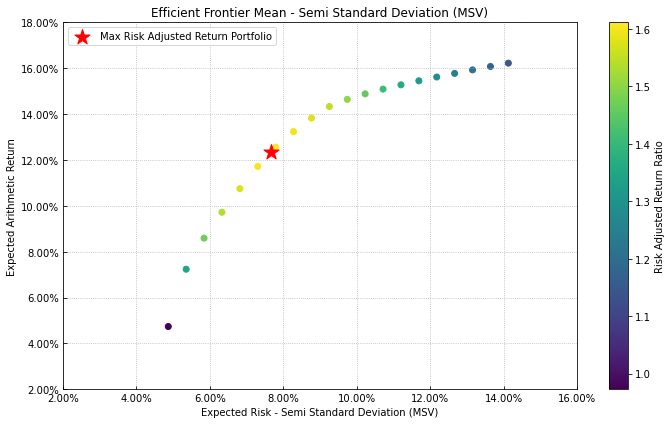 Efficient Frontier Mean - Semi Standard Deviation (MSV)
Max Risk Adjusted Return Portfolio
Expected Arithmetic Return
18.00%
16.00%
14.00%
12.00%
10.00%
8.00%
6.00%
4.00%
2.00%
2.00% 4.00% 6.00% 8.00% 10.00% 12.00% 14.00% 16.00%
Expected Risk - Semi Standard Deviation (MSV)
1.6
1.5
1.4
1.3
1.2
1.1
1.0
Risk Adjusted Return Ratio